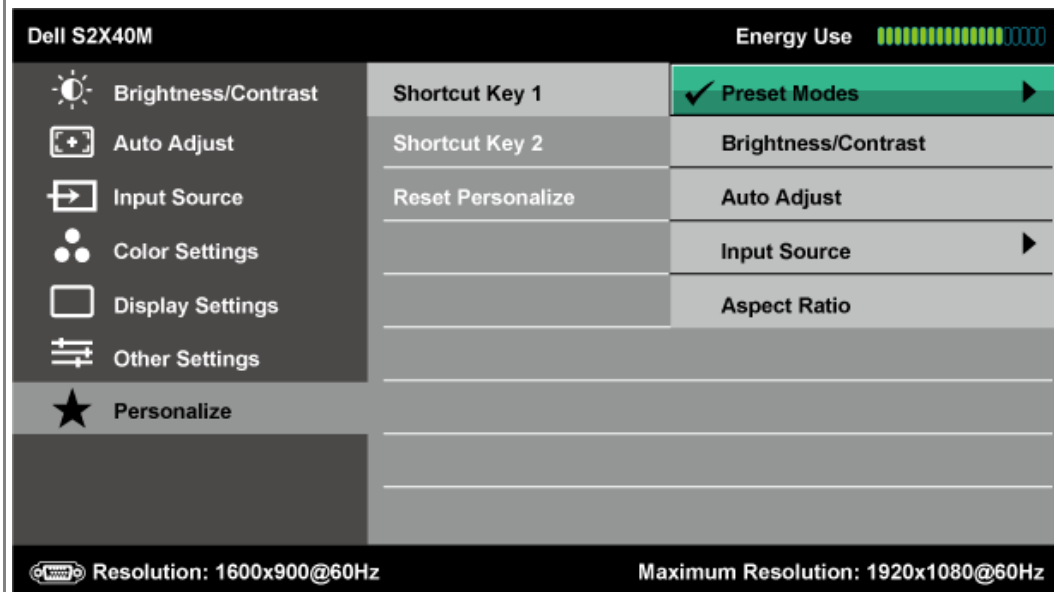 Dell S2X40M Energy Use
Brightness/Contrast Shortcut Key 1 Preset Modes
Auto Adjust Shortcut Key 2 Brightness/Contrast
Input Source Reset Personalize Auto Adjust
Color Settings Input Source
Display Settings Aspect Ratio
Other Settings
Personalize
Resolution: 1600x900@60Hz Maximum Resolution: 1920x1080@60Hz